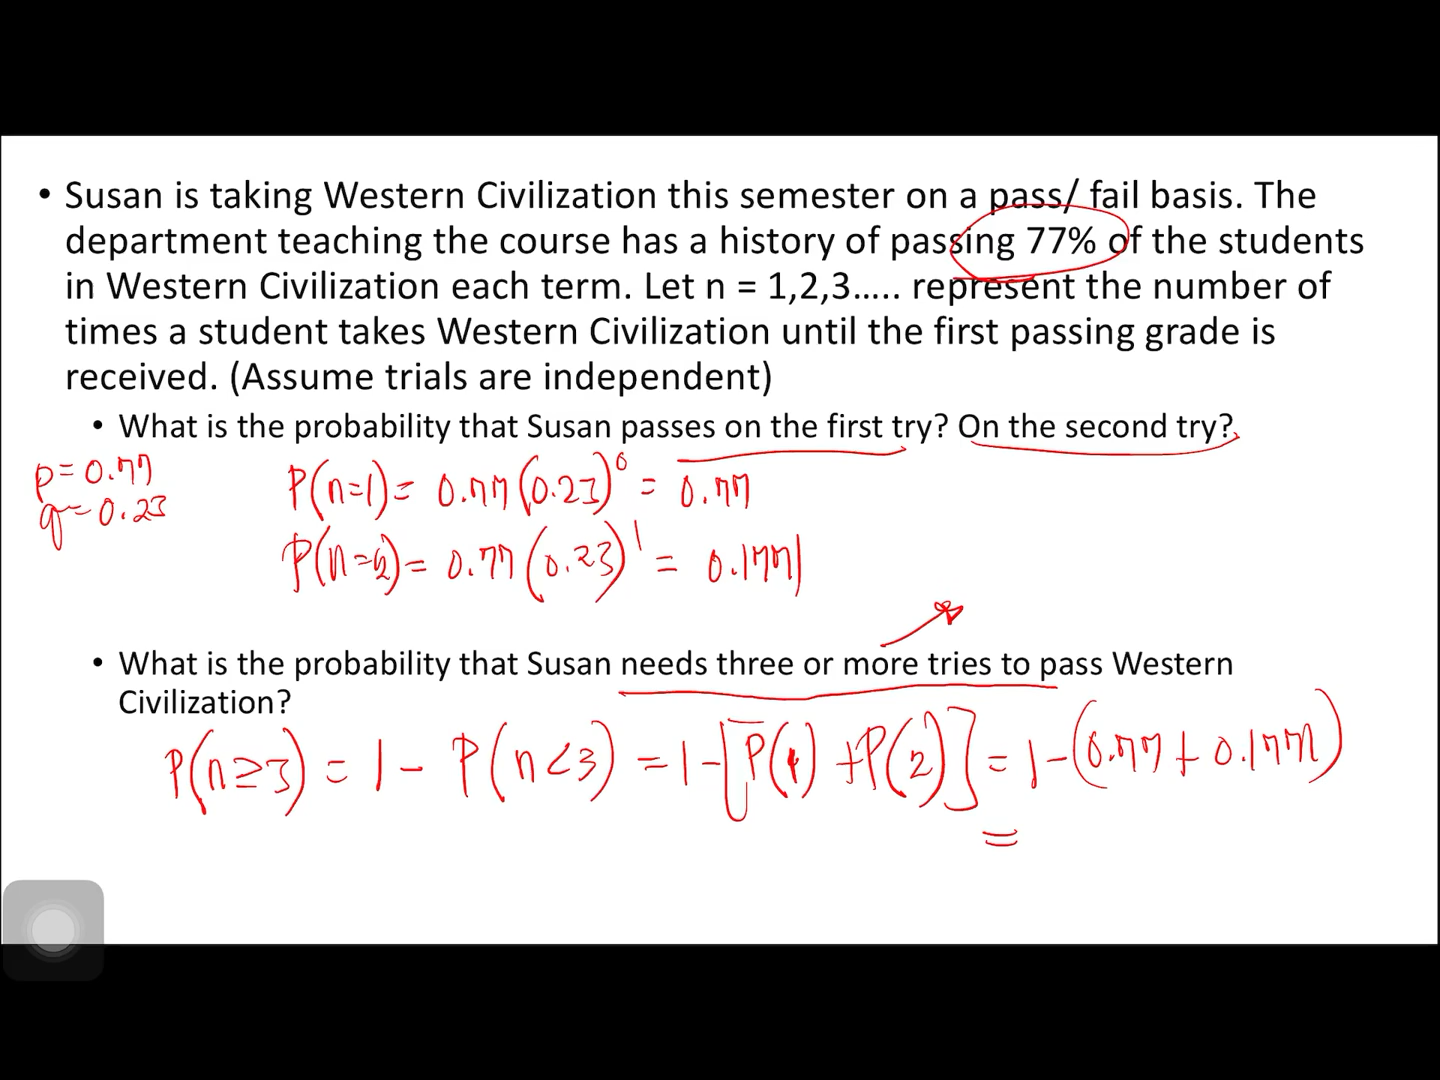 • Susan is taking Western Civilization this semester on a pass/ fail basis. The
department teaching the course has a history of passing 77% of the students
in Western Civilization each term. Let n = 1,2,3….. represent the number of
times a student takes Western Civilization until the first passing grade is
received. (Assume trials are independent)
• What is the probability that Susan passes on the first try? On the second try?
p = 0.77
q = 0.23
P(n=1) = 0.77(0.23)⁰ = 0.77
P(n=2) = 0.77(0.23)¹ = 0.1771
• What is the probability that Susan needs three or more tries to pass Western
Civilization?
P(n≥3) = 1 - P(n<3) = 1-[P(1) +P(2)] = 1-(0.77 + 0.1771)
=